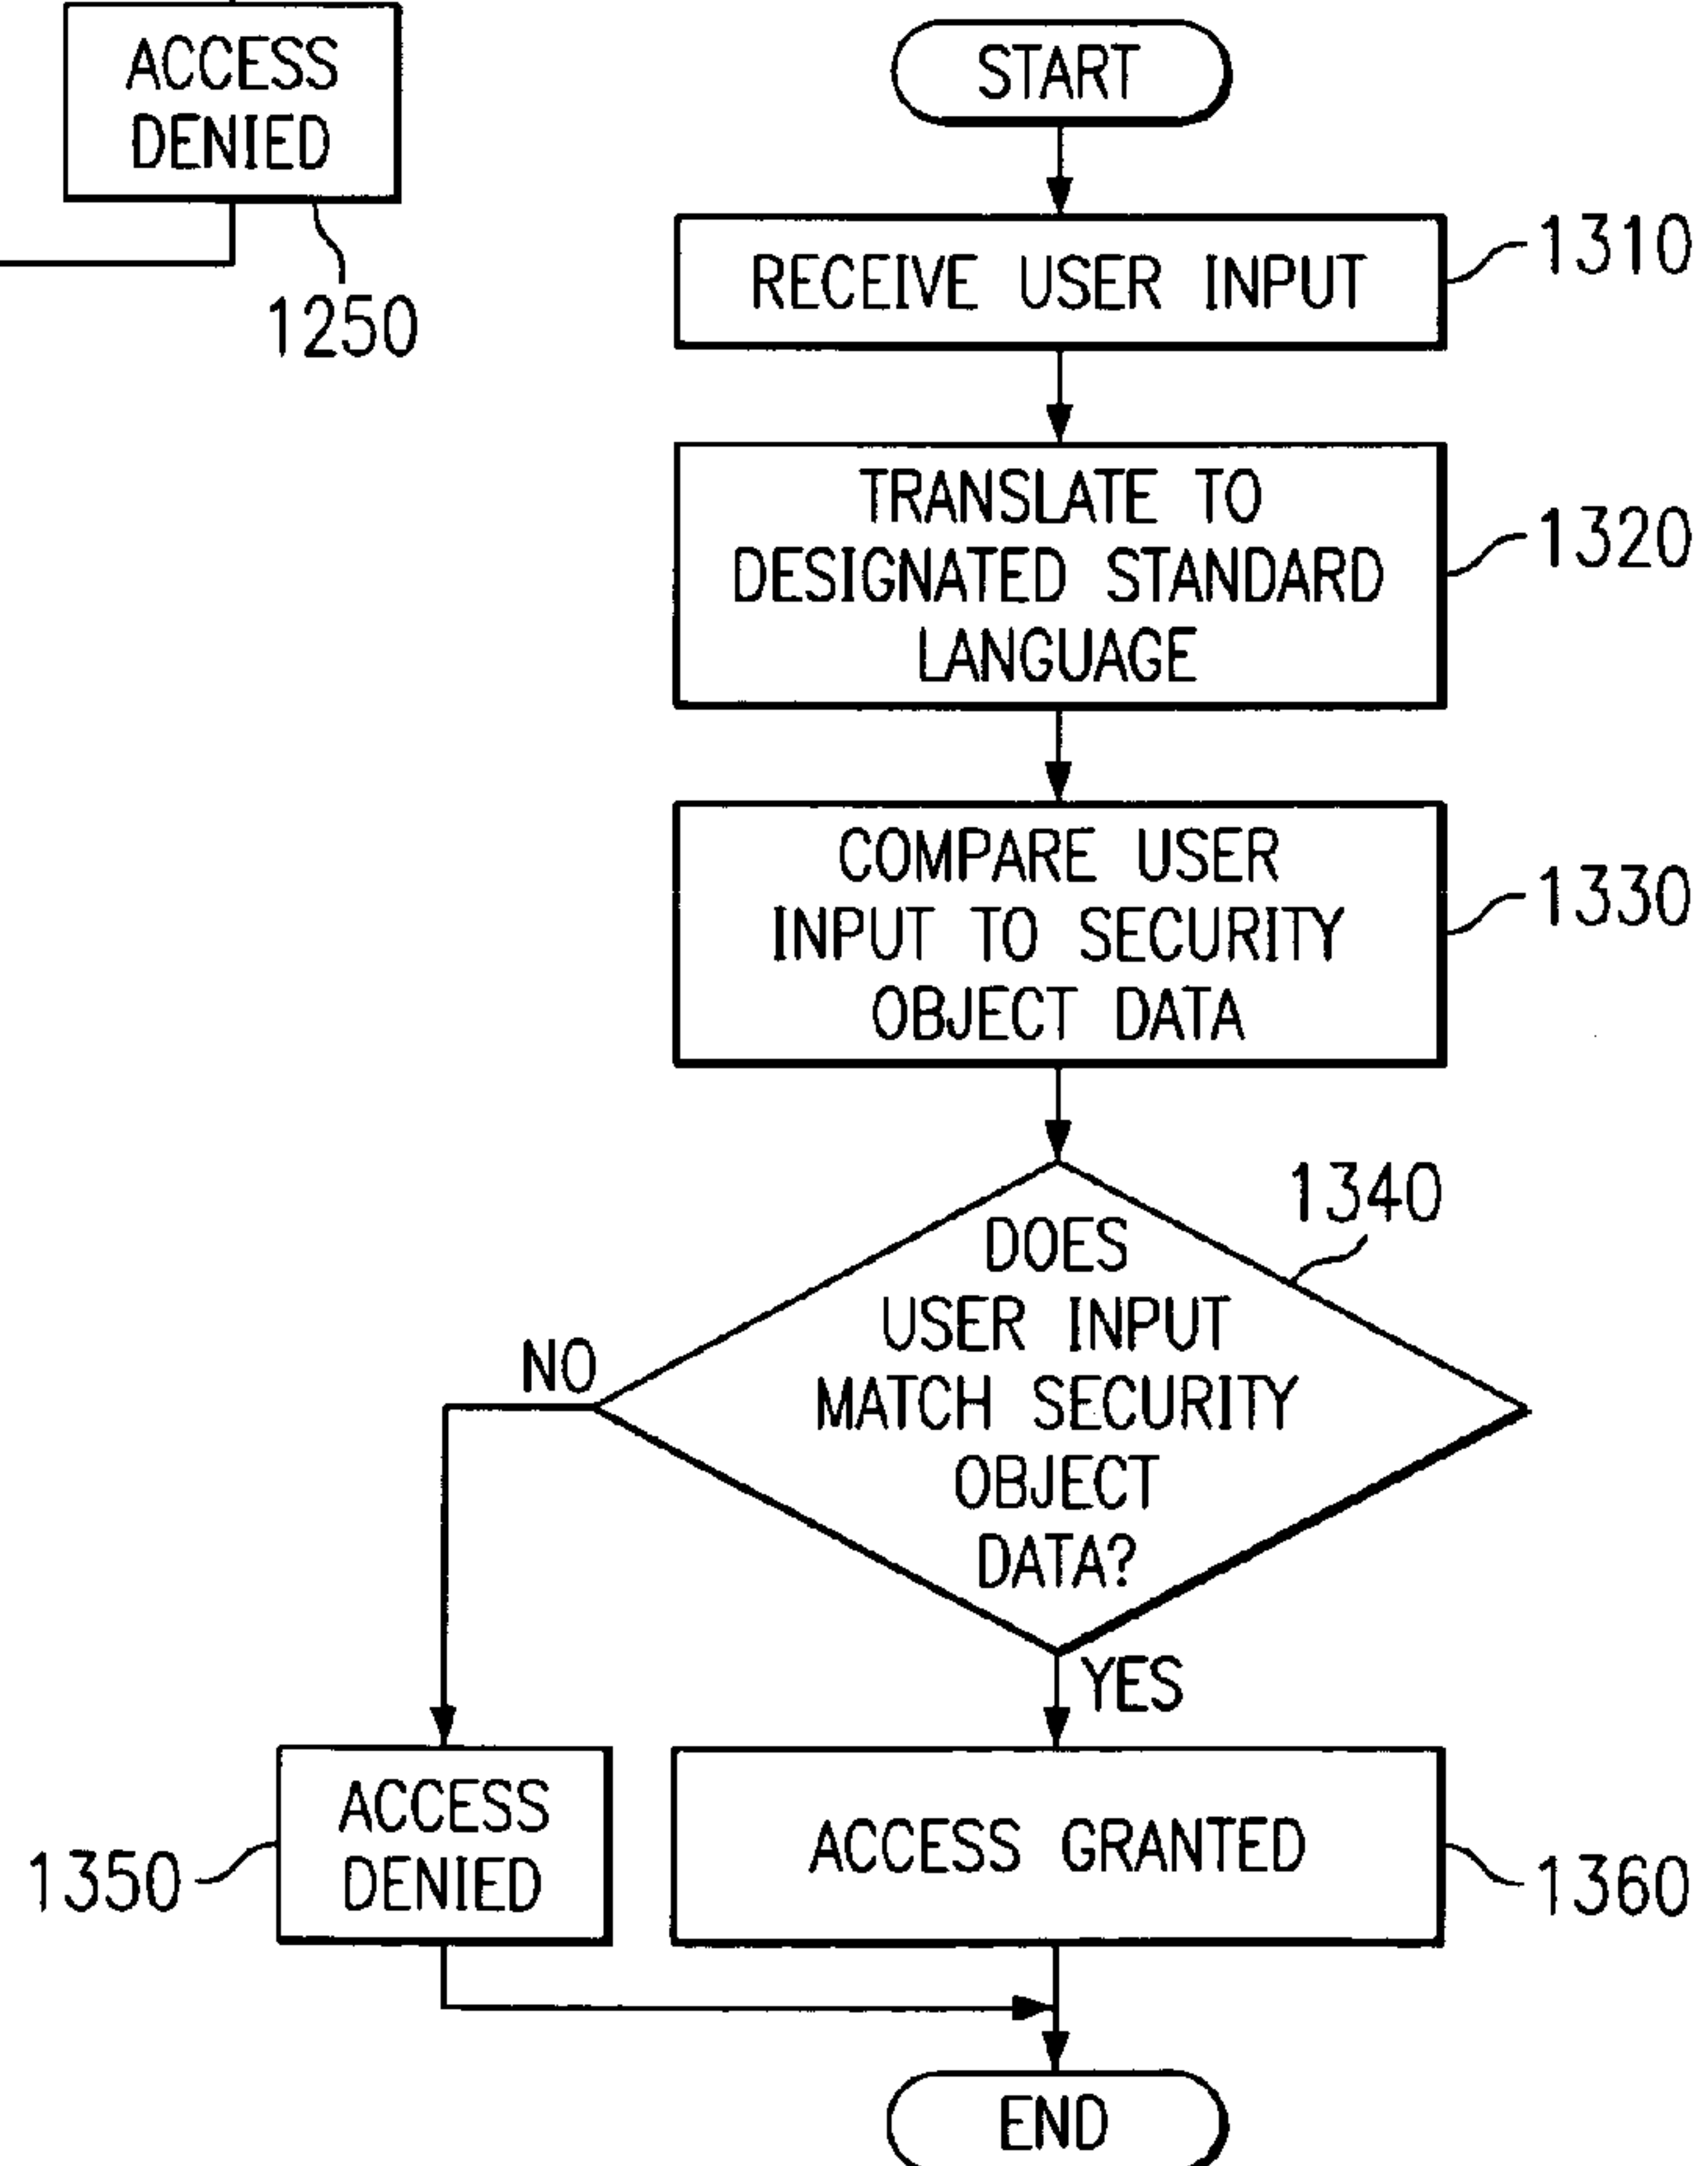 ACCESS
DENIED
1250
START
RECEIVE USER INPUT
1310
TRANSLATE TO
DESIGNATED STANDARD
LANGUAGE
1320
COMPARE USER
INPUT TO SECURITY
OBJECT DATA
1330
DOES
USER INPUT
MATCH SECURITY
OBJECT
DATA?
1340
NO
YES
ACCESS
DENIED
1350
ACCESS GRANTED
1360
END